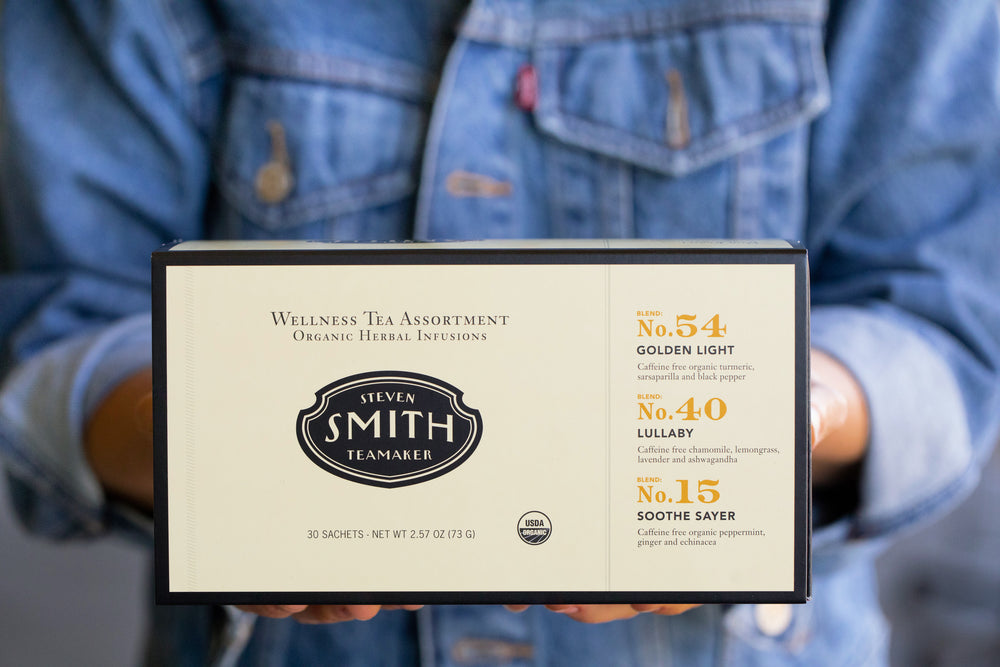 Wellness Tea Assortment
Organic Herbal Infusions
STEVEN
SMITH
TEAMAKER
30 SACHETS - NET WT 2.57 OZ (73 G)
USDA
ORGANIC
BLEND:
No.54
GOLDEN LIGHT
Caffeine free organic turmeric,
sarsaparilla and black pepper
BLEND:
No.40
LULLABY
Caffeine free chamomile, lemongrass,
lavender and ashwagandha
BLEND:
No.15
SOOTHE SAYER
Caffeine free organic peppermint,
ginger and echinacea